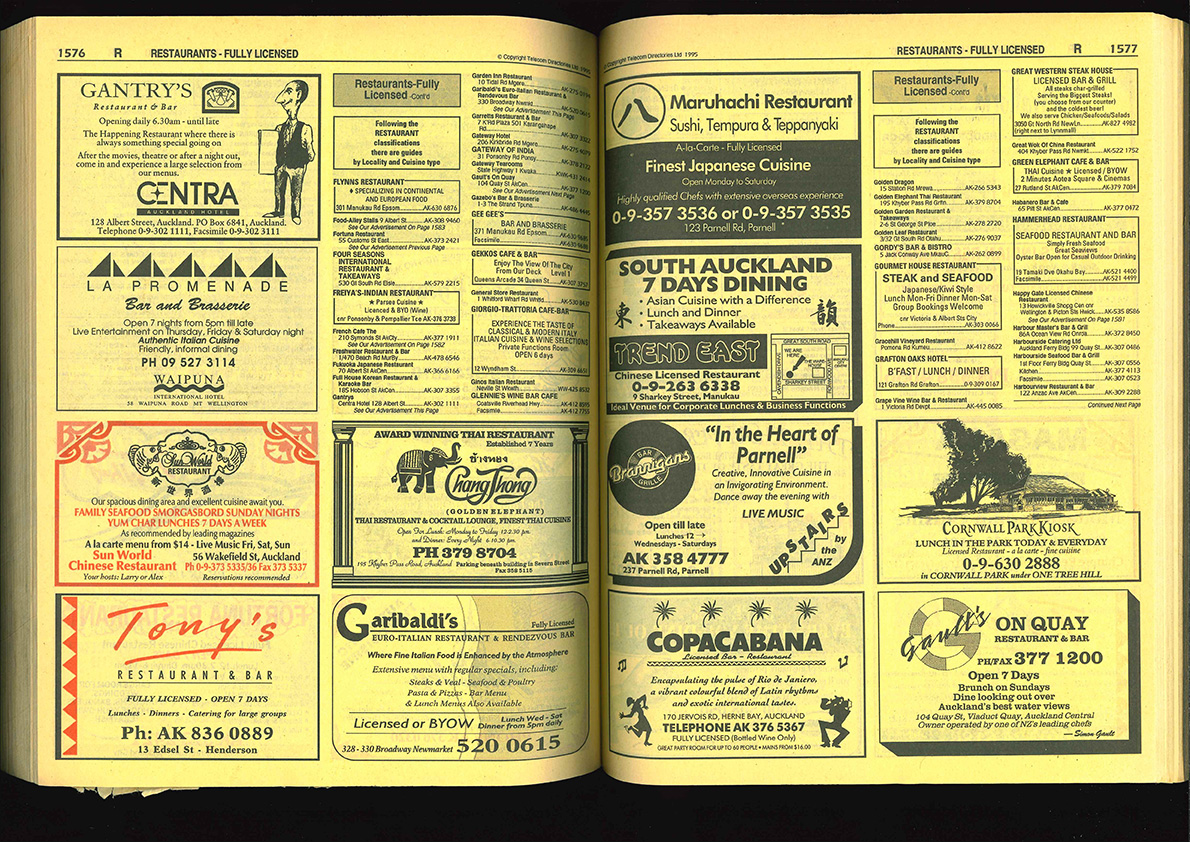 1576 R RESTAURANTS - FULLY LICENSED
© Copyright Telecom Directories Ltd 1995
GANTRY'S
Restaurant & Bar
Opening daily 6.30am - until late
The Happening Restaurant where there is
always something special going on
After the movies, theatre or after a night out,
come in and experience a large selection from
our menus.
CENTRA
AUCKLAND HOTEL
128 Albert Street, Auckland. PO Box 6841, Auckland.
Telephone 0-9-302 1111, Facsimile 0-9-302 3111
LA PROMENADE
Bar and Brasserie
Open 7 nights from 5pm till late
Live Entertainment on Thursday, Friday & Saturday night
Authentic Italian Cuisine
Friendly, informal dining
PH 09 527 3114
WAIPUNA
INTERNATIONAL HOTEL
58 WAIPUNA ROAD MT WELLINGTON
Sun World
RESTAURANT
新世界酒樓
Our spacious dining area and excellent cuisine await you.
FAMILY SEAFOOD SMORGASBORD SUNDAY NIGHTS
YUM CHAR LUNCHES 7 DAYS A WEEK
As recommended by leading magazines
A la carte menu from $14 - Live Music Fri, Sat, Sun
Sun World 56 Wakefield St, Auckland
Chinese Restaurant Ph 0-9-373 5335/36 Fax 373 5337
Your hosts: Larry or Alex Reservations recommended
Tony's
RESTAURANT & BAR
FULLY LICENSED - OPEN 7 DAYS
Lunches - Dinners - Catering for large groups
Ph: AK 836 0889
13 Edsel St - Henderson
Restaurants-Fully
Licensed -Cont'd
Following the
RESTAURANT
classifications
there are guides
by Locality and Cuisine type
FLYNNS RESTAURANT
♦ SPECIALIZING IN CONTINENTAL
AND EUROPEAN FOOD
301 Manukau Rd Epsom AK-630 6876
Food-Alley Stalls 9 Albert St AK-308 9460
See Our Advertisement On Page 1583
Fortuna Restaurant
55 Customs St East AK-373 2421
See Our Advertisement Previous Page
FOUR SEASONS
INTERNATIONAL
RESTAURANT &
TAKEAWAYS
530 Gt South Rd Elsie AK-579 2215
FREIYA'S-INDIAN RESTAURANT
★ Parsee Cuisine ★
Licenced & BYO (Wine)
cnr Ponsonby & Pompallier Tce AK-376 3738
French Cafe The
210 Symonds St AkCity AK-377 1911
See Our Advertisement On Page 1582
Freshwater Restaurant & Bar
1/470 Beach Rd MurBy AK-478 6546
Fukuoka Japanese Restaurant
70 Albert St AkCen AK-366 6166
Full House Korean Restaurant &
Karaoke Bar
185 Hobson St AkCen AK-307 3355
Gantrys
Centra Hotel 128 Albert St AK-302 1111
See Our Advertisement This Page
Garden Inn Restaurant
10 Tidal Rd Mgere
Garibaldi's Euro-Italian Restaurant &
Rendezvous Bar
330 Broadway Nwmkt AK-520 0615
See Our Advertisement This Page
Garretts Restaurant & Bar
7 K'Rd Plaza 501 Karangahape
Rd
Gateway Hotel
206 Kirkbride Rd Mgere
GATEWAY OF INDIA
31 Ponsonby Rd Ponsy
Gateway Tearooms
State Highway 1
Gault's On Quay
104 Quay St AkCen AK-377 1200
See Our Advertisement Next Page
Gazebo's Bar & Brasserie
1-3 The Strand Tpuna
GEE GEE'S
BAR AND BRASSERIE
371 Manukau Rd Epsom
Facsimile
GEKKOS CAFE & BAR
Enjoy The View Of The City
From Our Deck Level 1
Queens Arcade 34 Queen St
General Store Restaurant
1 Whitford Wharf Rd Whtfd
GIORGIO-TRATTORIA CAFE-BAR
EXPERIENCE THE TASTE OF
CLASSICAL & MODERN ITALY
ITALIAN CUISINE & WINE SELECTIONS
Private Functions Room
OPEN 6 days
12 Wyndham St
Ginos Italian Restaurant
Neville St Wkwth WW-425
GLENNIE'S WINE BAR CAFE
Coatsville Riverhead Hwy
Facsimile
AWARD WINNING THAI RESTAURANT
Established 7 Years
ช้างทอง
Chang Thong
(GOLDEN ELEPHANT)
THAI RESTAURANT & COCKTAIL LOUNGE, FINEST THAI CUISINE
Open For Lunch: Monday to Friday 12-2.30 pm
and Dinner: Every Night 6-10.30 pm
PH 379 8704
195 Khyber Pass Road, Auckland Parking beneath building in Severn Street
Fax 358 5110
Garibaldi's
Fully Licensed
EURO-ITALIAN RESTAURANT & RENDEZVOUS BAR
Where Fine Italian Food is Enhanced by the Atmosphere
Extensive menu with regular specials, including:
Steaks & Veal - Seafood & Poultry
Pasta & Pizzas - Bar Menu
& Lunch Menus Also Available
Licensed or BYOW Lunch Wed - Sat
Dinner from 5pm daily
328 - 330 Broadway Newmarket 520 0615
© Copyright Telecom Directories Ltd 1995
RESTAURANTS - FULLY LICENSED R 1577
Maruhachi Restaurant
Sushi, Tempura & Teppanyaki
A-la-Carte - Fully Licensed
Finest Japanese Cuisine
Open Monday to Saturday
Highly qualified Chefs with extensive overseas experience
0-9-357 3536 or 0-9-357 3535
123 Parnell Rd, Parnell
SOUTH AUCKLAND
7 DAYS DINING
東
• Asian Cuisine with a Difference
• Lunch and Dinner
• Takeaways Available
韻
TREND EAST
Chinese Licensed Restaurant
0-9-263 6338
9 Sharkey Street, Manukau
GREAT SOUTH ROAD
WE ARE
HERE!
SHARKEY STREET
Ideal Venue for Corporate Lunches & Business Functions
Brannigans
BAR
GRILLE
"In the Heart of
Parnell"
Creative, Innovative Cuisine in
an Invigorating Environment.
Dance away the evening with
LIVE MUSIC
Open till late
Lunches 12 →
Wednesdays - Saturdays
AK 358 4777
237 Parnell Rd, Parnell
UPSTAIRS
by
the
ANZ
COPACABANA
Licensed Bar - Restaurant
Encapsulating the pulse of Rio de Janiero,
a vibrant colourful blend of Latin rhythms
and exotic international tastes.
170 JERVOIS RD, HERNE BAY, AUCKLAND
TELEPHONE AK 376 5367
FULLY LICENSED (Bottled Wine Only)
GREAT PARTY ROOM FOR UP TO 60 PEOPLE • MAINS FROM $16.00
Restaurants-Fully
Licensed -Cont'd
Following the
RESTAURANT
classifications
there are guides
by Locality and Cuisine type
Golden Dragon
15 Station Rd Mrewa AK-266 5343
Golden Elephant Thai Restaurant
195 Khyber Pass Rd Grftn AK-379 8704
Golden Garden Restaurant &
Takeaways
2-6 St George St Ptoe AK-278 2720
Golden Leaf Restaurant
3/32 Gt South Rd Otahu AK-276 9037
GORDY'S BAR & BISTRO
5 Jack Conway Ave MkauC AK-262 0899
GOURMET HOUSE RESTAURANT
STEAK and SEAFOOD
Japanese/Kiwi Style
Lunch Mon-Fri Dinner Mon-Sat
Group Bookings Welcome
cnr Victoria & Albert Sts City
Phone AK-303 0066
Gracehill Vineyard Restaurant
Pomona Rd Kumeu AK-412 8622
GRAFTON OAKS HOTEL
B'FAST / LUNCH / DINNER
121 Grafton Rd Grafton 0-9-309 0167
Grape Vine Wine Bar & Restaurant
1 Victoria Rd Devpt AK-445 0085
GREAT WESTERN STEAK HOUSE
LICENSED BAR & GRILL
All steaks char-grilled
Serving the Biggest Steaks!
(you choose from our counter)
and the coldest beer!
We also serve Chicken/Seafoods/Salads
3050 Gt North Rd NewLn AK-827 4982
(right next to Lynnmall)
Great Wok Of China Restaurant
404 Khyber Pass Rd Nwmkt AK-522 1752
GREEN ELEPHANT CAFE & BAR
THAI Cuisine ★ Licensed / BYO
2 Minutes Aotea Square & Cinemas
27 Rutland St AkCen AK-379 7004
Habanero Bar & Cafe
65 Pitt St AkCen AK-377 0472
HAMMERHEAD RESTAURANT
SEAFOOD RESTAURANT AND BAR
Simply Fresh Seafood
Great Seaviews
Oyster Bar Open for Casual Outdoor Drinking
19 Tamaki Dve Okahu Bay AK-521 4400
Facsimile AK-521 4499
Happy Gate Licensed Chinese
Restaurant
13 Howickville Shopg Cen cnr
Wellington & Picton Sts Hwick AK-535 8586
See Our Advertisement On Page 1591
Harbour Master's Bar & Grill
86A Ocean View Rd Orncls AK-372 8450
Harbourside Catering Ltd
Auckland Ferry Bldg 99 Quay St AK-307 0486
Harbourside Seafood Bar & Grill
1st Floor Ferry Bldg Quay St AK-307 0556
Kitchen AK-377 4113
Facsimile AK-307 0523
Harbourview Restaurant & Bar
122 Anzac Ave AkCen AK-309 2288
Continued Next Page
CORNWALL PARK KIOSK
LUNCH IN THE PARK TODAY & EVERYDAY
Licensed Restaurant - a la carte - fine cuisine
0-9-630 2888
in CORNWALL PARK under ONE TREE HILL
Gault's
ON QUAY
RESTAURANT & BAR
PH/FAX 377 1200
Open 7 Days
Brunch on Sundays
Dine looking out over
Auckland's best water views
104 Quay St, Viaduct Quay, Auckland Central
Owner operated by one of NZ's leading chefs
— Simon Gault